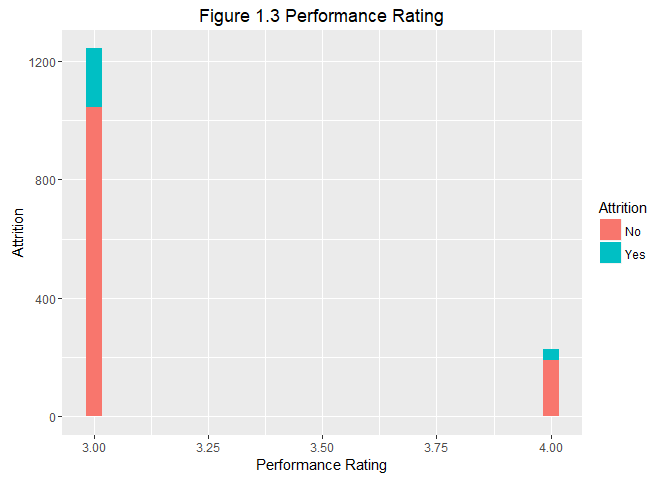 Figure 1.3 Performance Rating
1200
800
400
0
Attrition
3.00 3.25 3.50 3.75 4.00
Performance Rating
Attrition
No
Yes